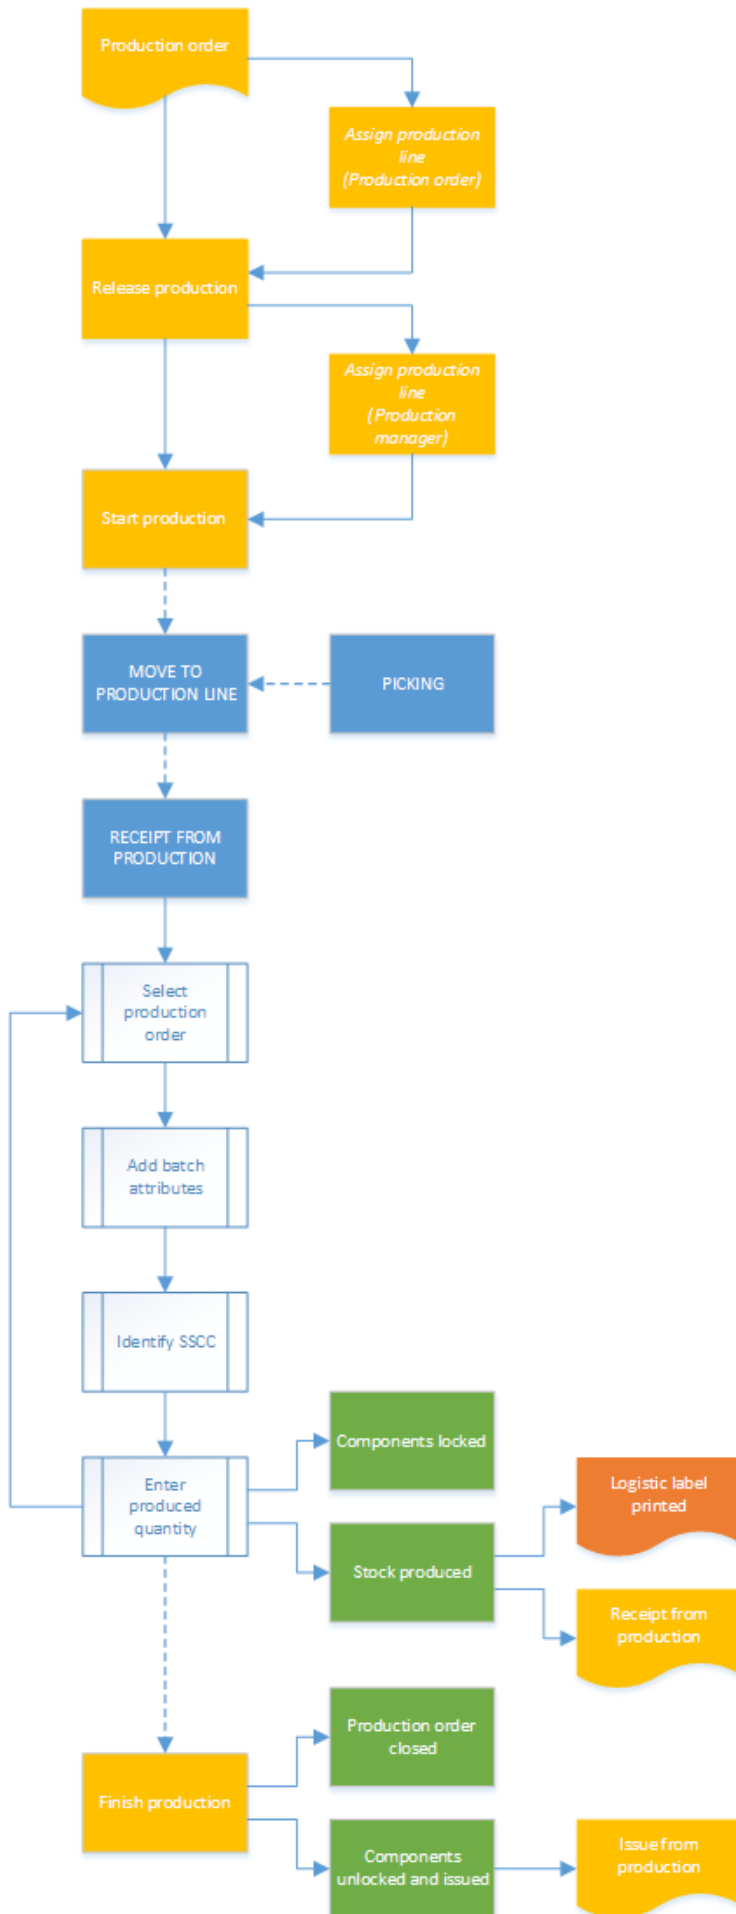 Production order
Assign production
line
(Production order)
Release production
Assign production
line
(Production
manager)
Start production
MOVE TO
PRODUCTION LINE
PICKING
RECEIPT FROM
PRODUCTION
Select
production
order
Add batch
attributes
Identify SSCC
Enter
produced
quantity
Components locked
Stock produced
Logistic label
printed
Receipt from
production
Production order
closed
Finish production
Components
unlocked and issued
Issue from
production